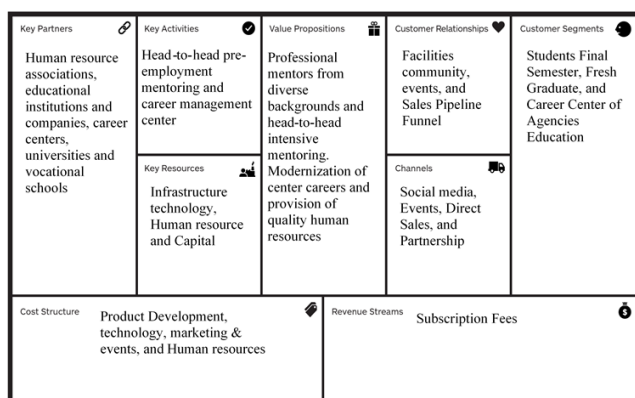 Key Partners
Human resource
associations,
educational
institutions and
companies, career
centers,
universities and
vocational
schools
Key Activities
Head-to-head pre-
employment
mentoring and
career management
center
Key Resources
Infrastructure
technology,
Human resource
and Capital
Value Propositions
Professional
mentors from
diverse
backgrounds and
head-to-head
intensive
mentoring.
Modernization of
center careers and
provision of
quality human
resources
Customer Relationships
Facilities
community,
events, and
Sales Pipeline
Funnel
Channels
Social media,
Events, Direct
Sales, and
Partnership
Customer Segments
Students Final
Semester, Fresh
Graduate, and
Career Center of
Agencies
Education
Cost Structure
Product Development,
technology, marketing &
events, and Human resources
Revenue Streams
Subscription Fees